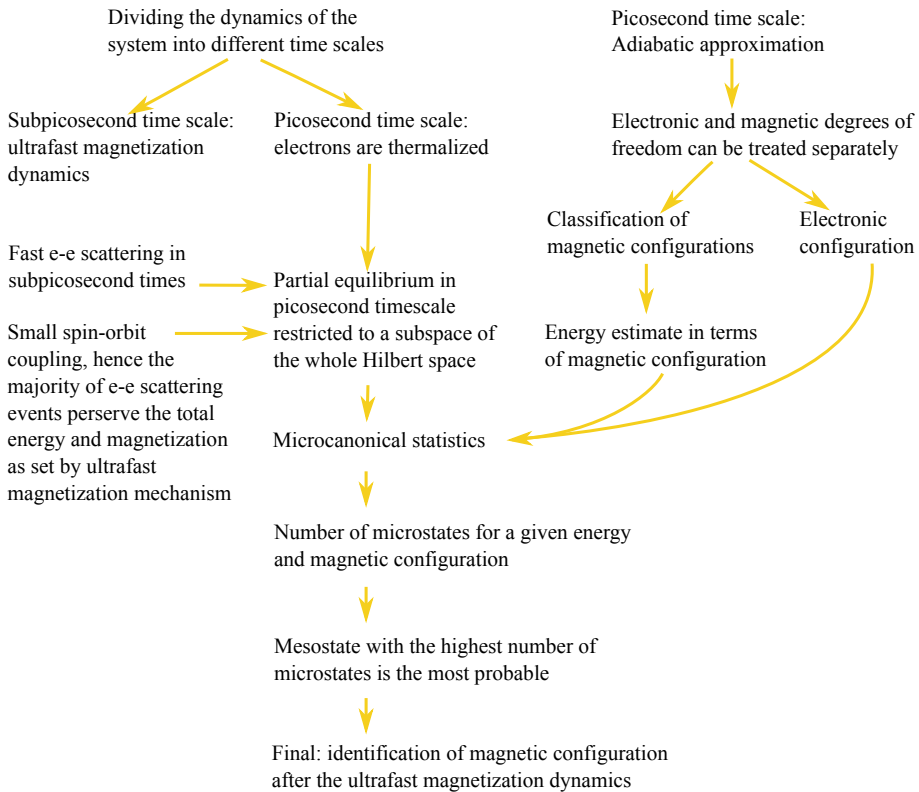 Dividing the dynamics of the
system into different time scales
Picosecond time scale:
Adiabatic approximation
Subpicosecond time scale:
ultrafast magnetization
dynamics
Picosecond time scale:
electrons are thermalized
Electronic and magnetic degrees of
freedom can be treated separately
Classification of
magnetic configurations
Electronic
configuration
Fast e-e scattering in
subpicosecond times
Partial equilibrium in
picosecond timescale
restricted to a subspace of
the whole Hilbert space
Small spin-orbit
coupling, hence the
majority of e-e scattering
events perserve the total
energy and magnetization
as set by ultrafast
magnetization mechanism
Energy estimate in terms
of magnetic configuration
Microcanonical statistics
Number of microstates for a given energy
and magnetic configuration
Mesostate with the highest number of
microstates is the most probable
Final: identification of magnetic configuration
after the ultrafast magnetization dynamics